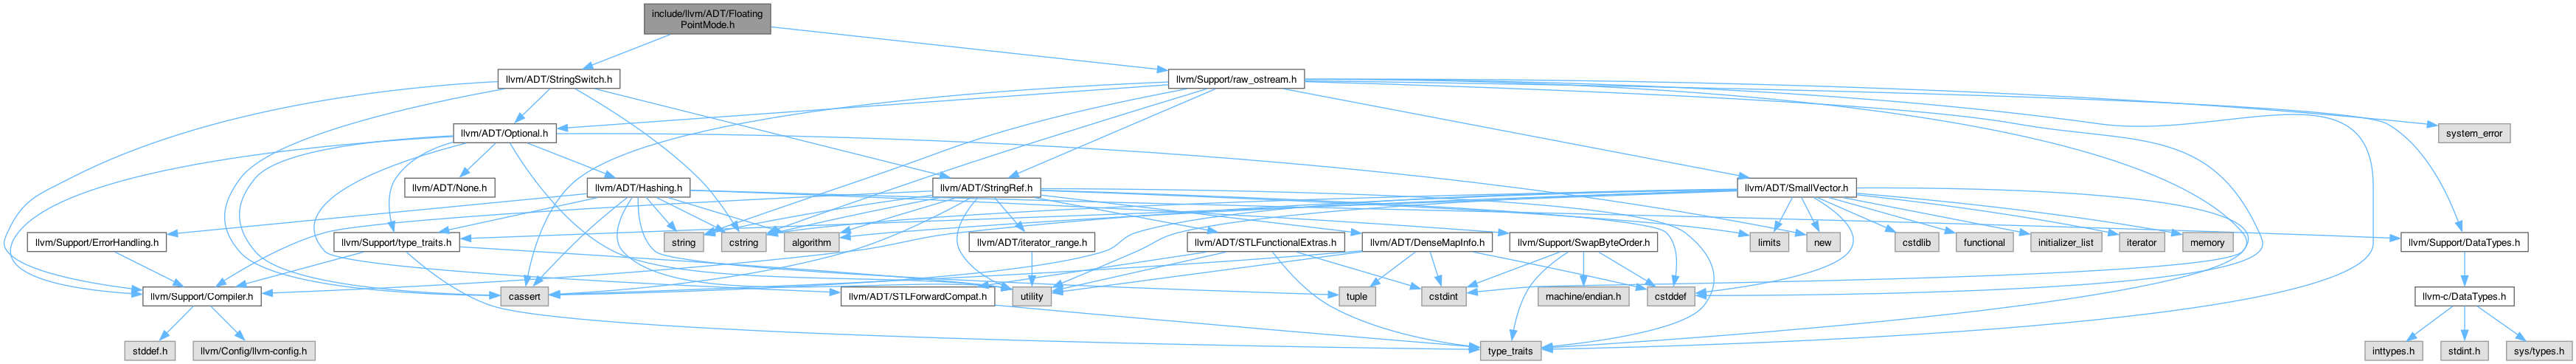 include/llvm/ADT/Floating
PointMode.h
llvm/ADT/StringSwitch.h
llvm/Support/raw_ostream.h
llvm/ADT/Optional.h
system_error
llvm/ADT/None.h
llvm/ADT/Hashing.h
llvm/ADT/StringRef.h
llvm/ADT/SmallVector.h
llvm/Support/ErrorHandling.h
llvm/Support/type_traits.h
string
cstring
algorithm
llvm/ADT/iterator_range.h
llvm/ADT/STLFunctionalExtras.h
llvm/ADT/DenseMapInfo.h
llvm/Support/SwapByteOrder.h
limits
new
cstdlib
functional
initializer_list
iterator
memory
llvm/Support/DataTypes.h
llvm/Support/Compiler.h
cassert
llvm/ADT/STLForwardCompat.h
utility
tuple
cstdint
machine/endian.h
cstddef
llvm-c/DataTypes.h
stddef.h
llvm/Config/llvm-config.h
type_traits
inttypes.h
stdint.h
sys/types.h